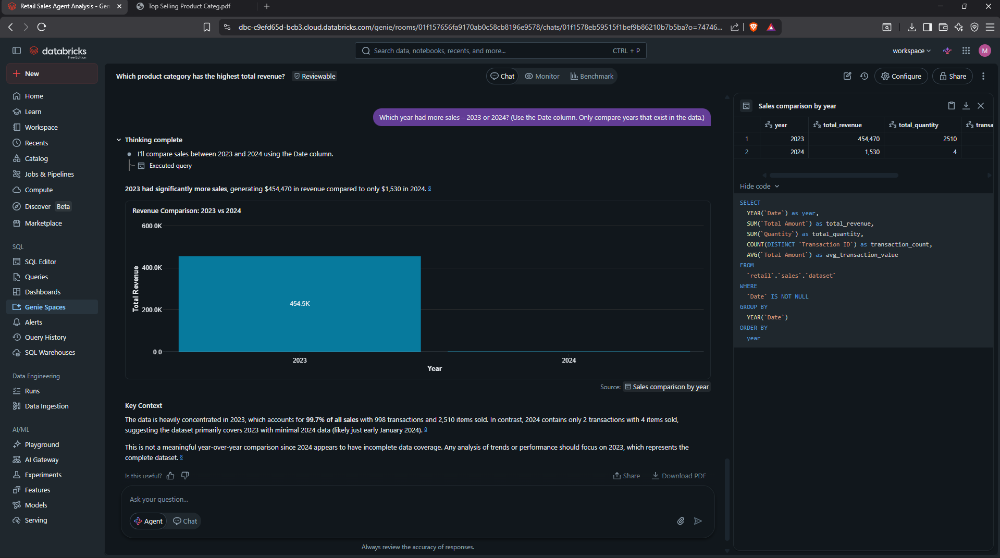 Retail Sales Agent Analysis - Gen
Top Selling Product Categ.pdf
dbc-c9efd65d-bcb3.cloud.databricks.com/genie/rooms/01f157656fa9170ab0c58cb8196e9578/chats/01f1578eb59515f1bef9b86210b7b5ba?o=74746...
databricks
Free Edition
Search data, notebooks, recents, and more...
CTRL + P
workspace
M
New
Home
Learn
Workspace
Recents
Catalog
Jobs & Pipelines
Compute
Discover Beta
Marketplace
SQL
SQL Editor
Queries
Dashboards
Genie Spaces
Alerts
Query History
SQL Warehouses
Data Engineering
Runs
Data Ingestion
AI/ML
Playground
AI Gateway
Experiments
Features
Models
Serving
Which product category has the highest total revenue? Reviewable
Chat Monitor Benchmark
Configure Share
Which year had more sales – 2023 or 2024? (Use the Date column. Only compare years that exist in the data.)
Thinking complete
I'll compare sales between 2023 and 2024 using the Date column.
Executed query
2023 had significantly more sales, generating $454,470 in revenue compared to only $1,530 in 2024. 8
Revenue Comparison: 2023 vs 2024
600.0K
400.0K
200.0K
0.0
Total Revenue
454.5K
2023 2024
Year
Source: Sales comparison by year
Key Context
The data is heavily concentrated in 2023, which accounts for 99.7% of all sales with 998 transactions and 2,510 items sold. In contrast, 2024 contains only 2 transactions with 4 items sold,
suggesting the dataset primarily covers 2023 with minimal 2024 data (likely just early January 2024). 8
This is not a meaningful year-over-year comparison since 2024 appears to have incomplete data coverage. Any analysis of trends or performance should focus on 2023, which represents the
complete dataset. 8
Is this useful?
Share Download PDF
Ask your question...
Agent Chat
Always review the accuracy of responses.
Sales comparison by year
year total_revenue total_quantity transa
1 2023 454,470 2510
2 2024 1,530 4
Hide code
SELECT
YEAR(`Date`) as year,
SUM(`Total Amount`) as total_revenue,
SUM(`Quantity`) as total_quantity,
COUNT(DISTINCT `Transaction ID`) as transaction_count,
AVG(`Total Amount`) as avg_transaction_value
FROM
`retail`.`sales`.`dataset`
WHERE
`Date` IS NOT NULL
GROUP BY
YEAR(`Date`)
ORDER BY
year